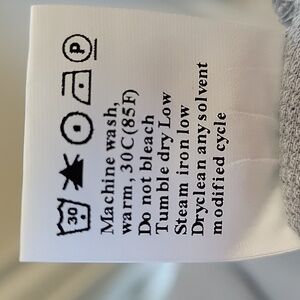 30
P
Machine wash,
warm, 30C(85F)
Do not bleach
Tumble dry Low
Steam iron low
Dryclean any solvent
modified cycle